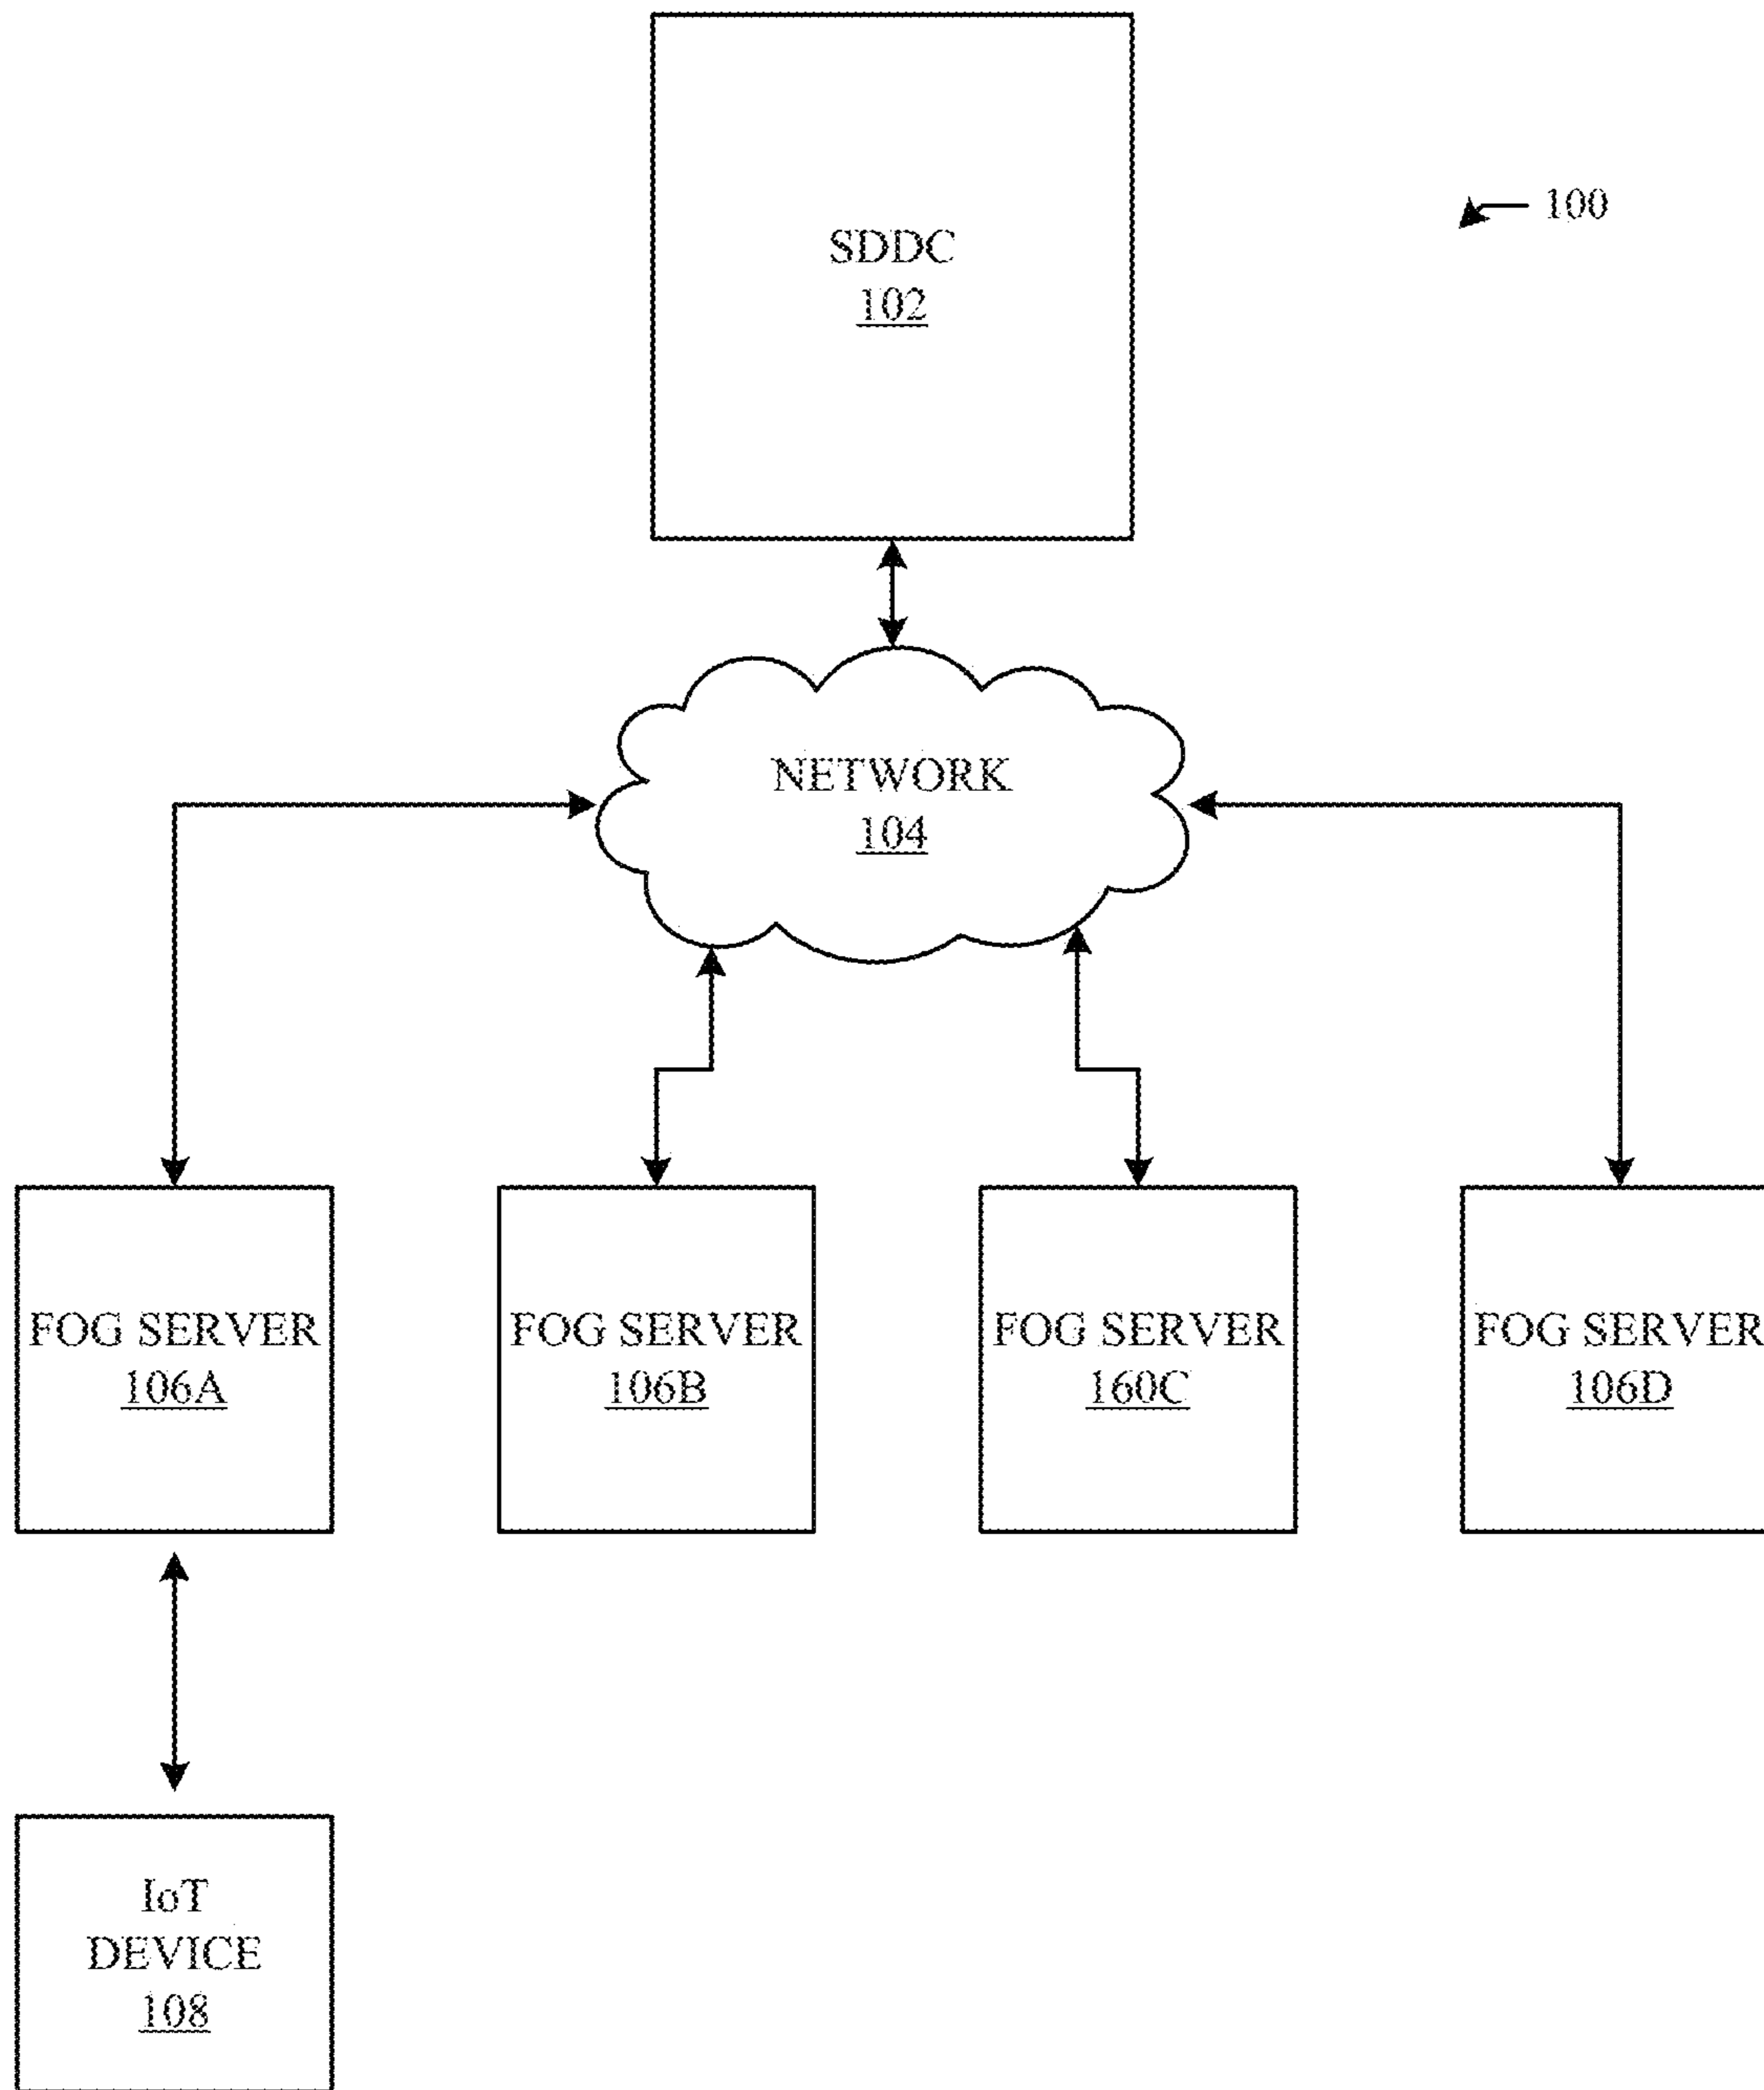 SDDC
102
100
NETWORK
104
FOG SERVER
106A
FOG SERVER
106B
FOG SERVER
160C
FOG SERVER
106D
IoT
DEVICE
108